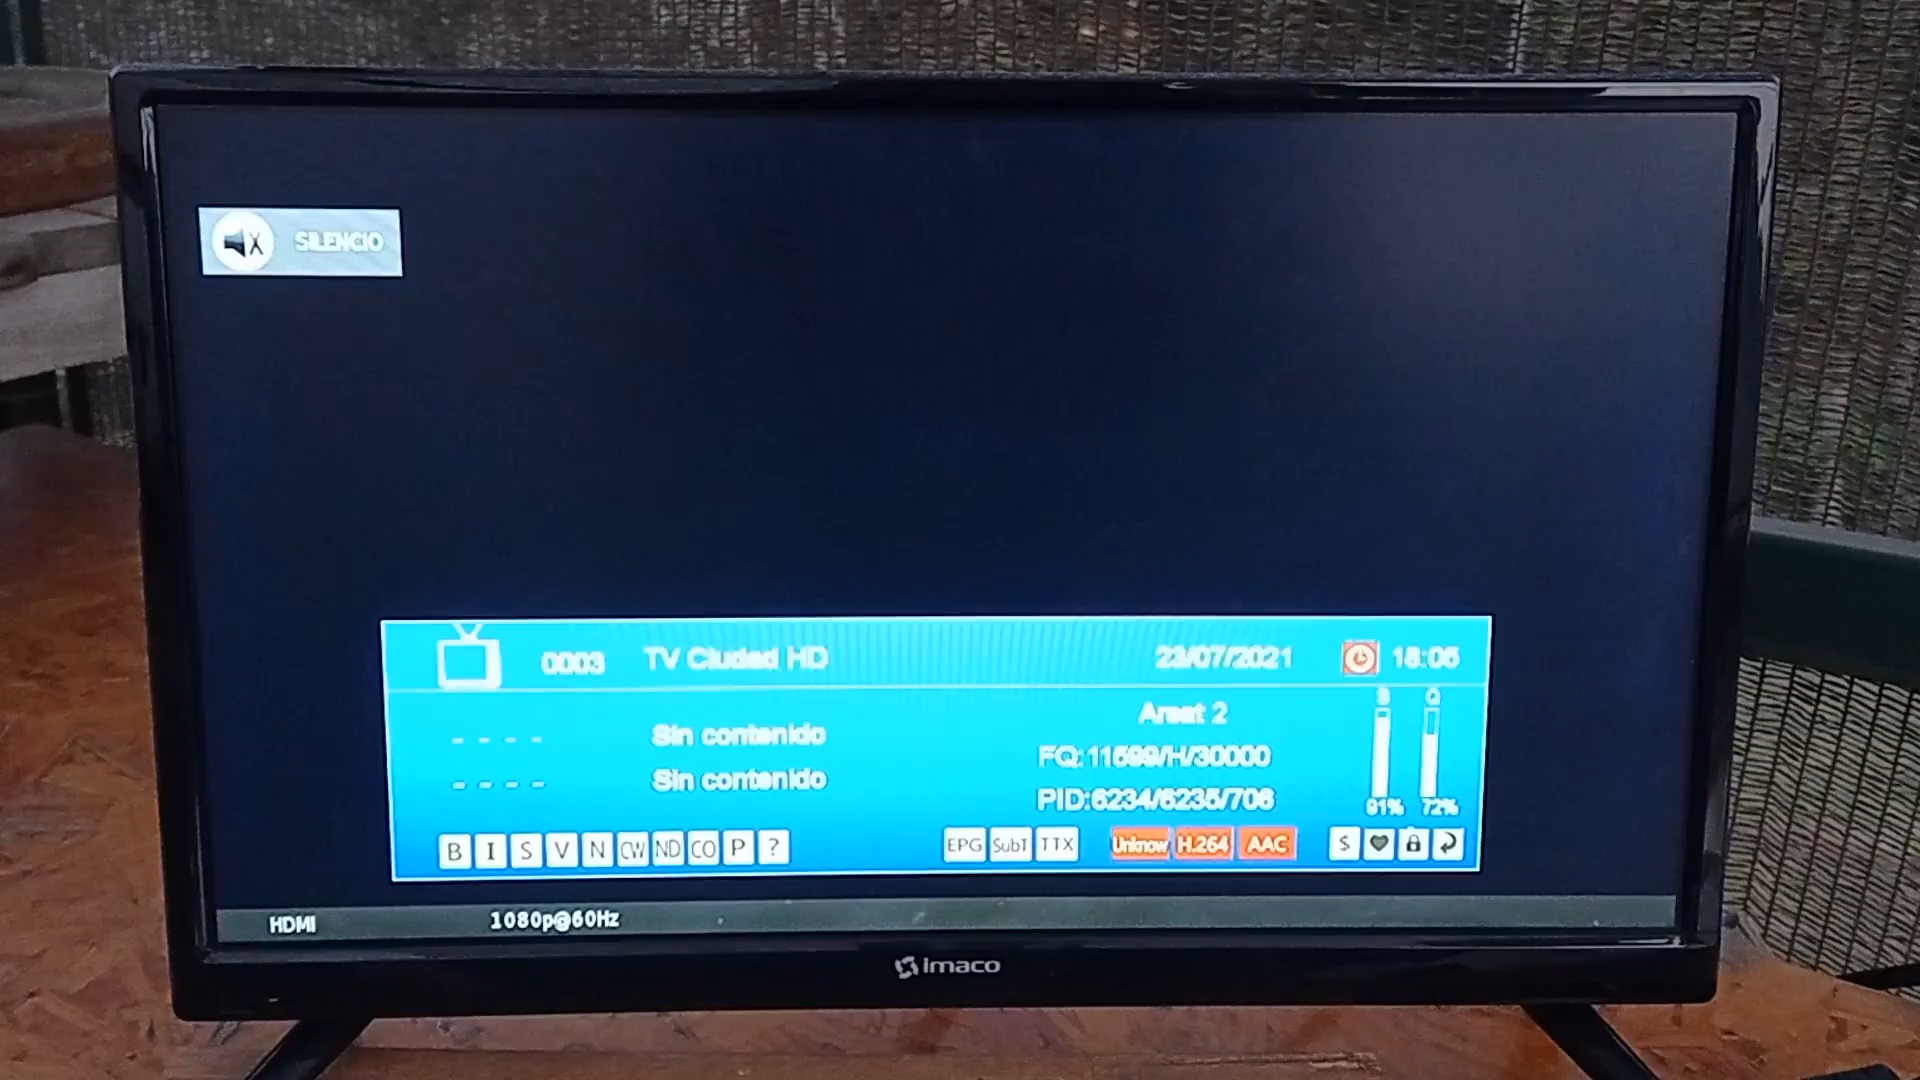 SILENCIO
0003 TV Ciudad HD 23/07/2021 18:05
S Q
- - - - Sin contenido Arsat 2
FQ:11599/H/30000
- - - - Sin contenido
PID:6234/6235/706
91% 72%
B I S V N CW ND CO P ? EPG SubT TTX Unknow H.264 AAC $
HDMI 1080p@60Hz
imaco